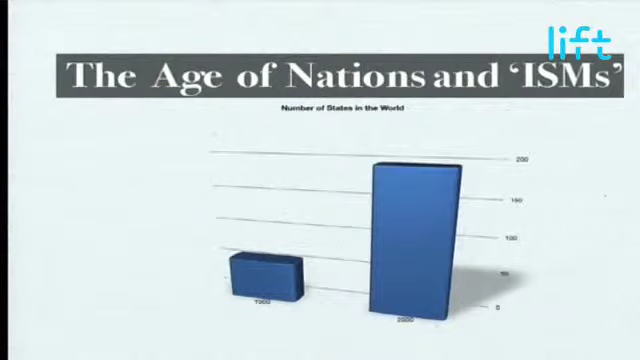 lift
The Age of Nations and ‘ISMs’
Number of States in the World
200
150
100
50
0
2000